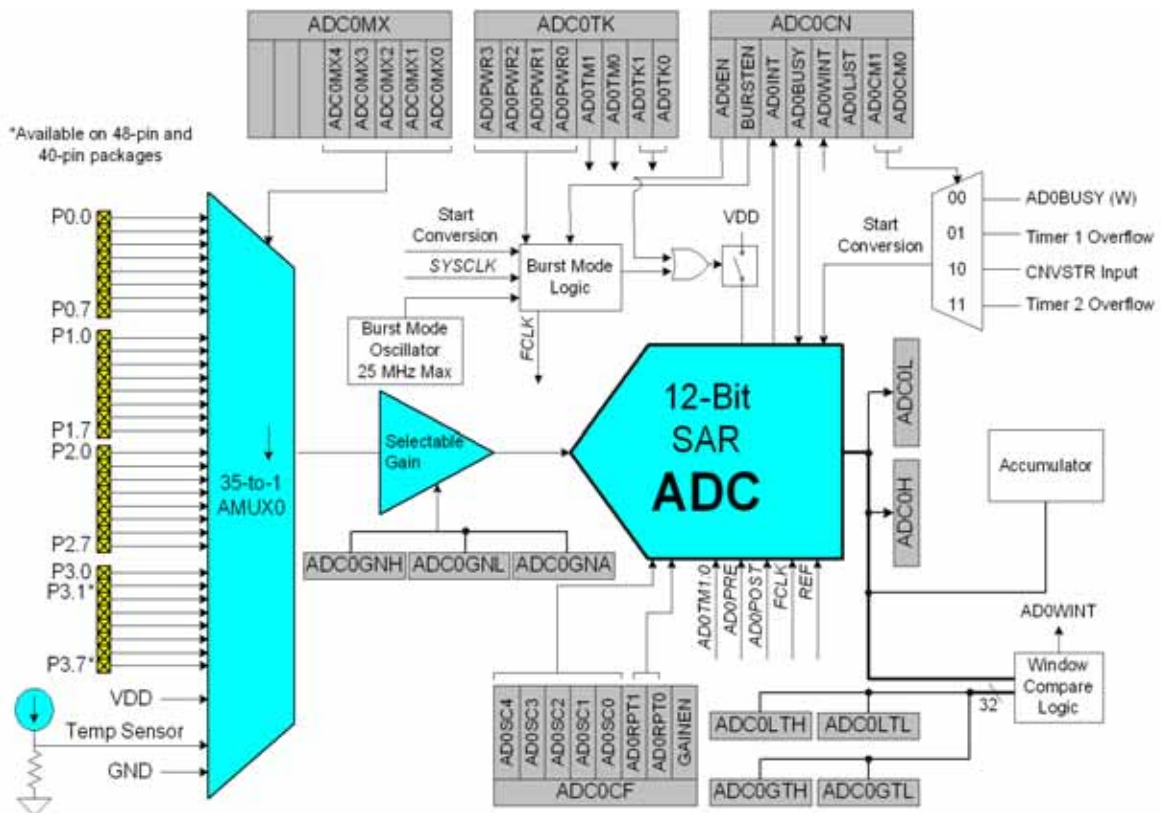 ADC0MX
ADC0MX4
ADC0MX3
ADC0MX2
ADC0MX1
ADC0MX0
ADC0TK
AD0PWR3
AD0PWR2
AD0PWR1
AD0PWR0
AD0TM1
AD0TM0
AD0TK1
AD0TK0
ADC0CN
AD0EN
BURSTEN
AD0INT
AD0BUSY
AD0WINT
AD0LJST
AD0CM1
AD0CM0
*Available on 48-pin and
40-pin packages
P0.0
P0.7
P1.0
P1.7
P2.0
P2.7
P3.0
P3.1*
P3.7*
VDD
Temp Sensor
GND
35-to-1
AMUX0
Start
Conversion
SYSCLK
Burst Mode
Logic
Burst Mode
Oscillator
25 MHz Max
FCLK
VDD
Start
Conversion
00
01
10
11
AD0BUSY (W)
Timer 1 Overflow
CNVSTR Input
Timer 2 Overflow
Selectable
Gain
ADC0GNH
ADC0GNL
ADC0GNA
12-Bit
SAR
ADC
ADC0L
ADC0H
Accumulator
AD0TM1:0
AD0PRE
AD0POST
FCLK
REF
AD0WINT
Window
Compare
Logic
32
ADC0LTH
ADC0LTL
ADC0GTH
ADC0GTL
AD0SC4
AD0SC3
AD0SC2
AD0SC1
AD0SC0
AD0RPT1
AD0RPT0
GAINEN
ADC0CF